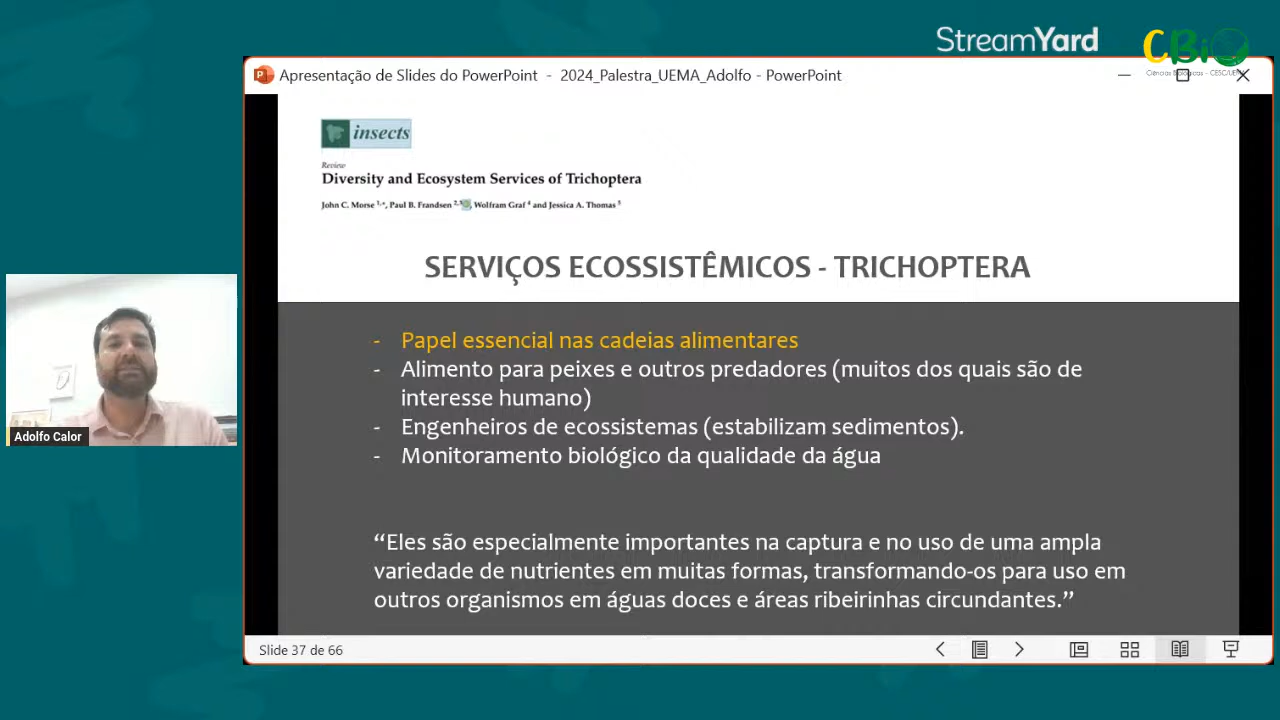 StreamYard
CBiO
Ciências Biológicas - CESC/UEMA
Apresentação de Slides do PowerPoint - 2024_Palestra_UEMA_Adolfo - PowerPoint
insects
Review
Diversity and Ecosystem Services of Trichoptera
John C. Morse 1,*, Paul B. Frandsen 2,3, Wolfram Graf 4 and Jessica A. Thomas 5
SERVIÇOS ECOSSISTÊMICOS - TRICHOPTERA
- Papel essencial nas cadeias alimentares
- Alimento para peixes e outros predadores (muitos dos quais são de
interesse humano)
- Engenheiros de ecossistemas (estabilizam sedimentos).
- Monitoramento biológico da qualidade da água
“Eles são especialmente importantes na captura e no uso de uma ampla
variedade de nutrientes em muitas formas, transformando-os para uso em
outros organismos em águas doces e áreas ribeirinhas circundantes.”
Adolfo Calor
Slide 37 de 66